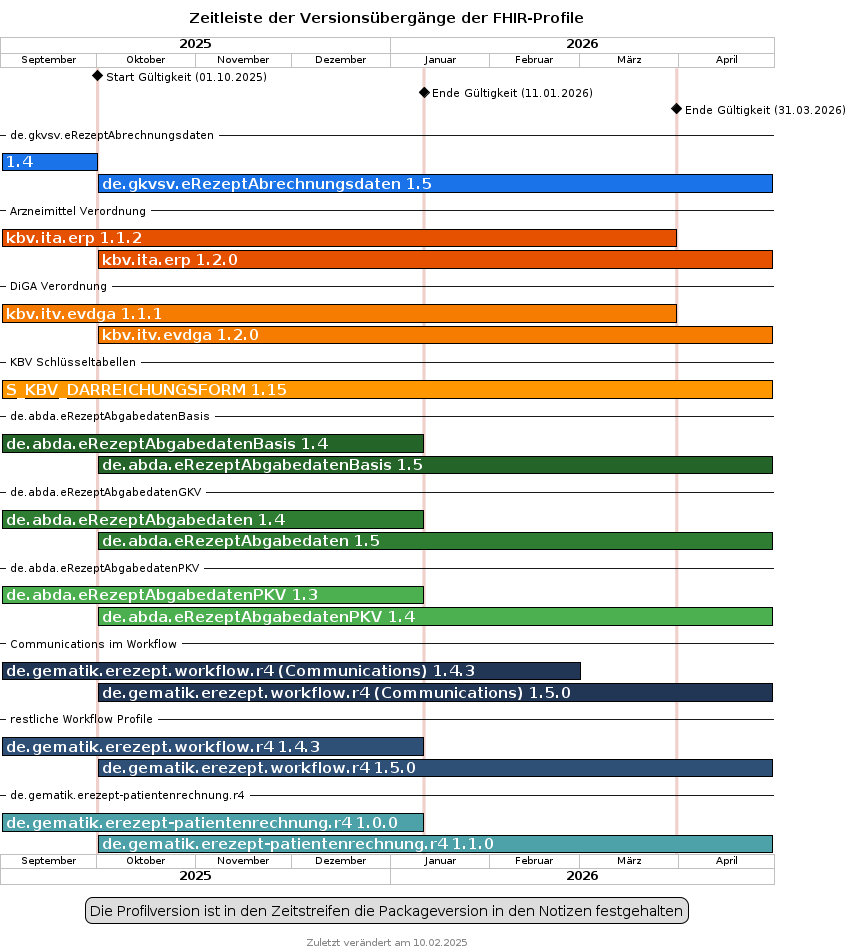 Zeitleiste der Versionsübergänge der FHIR-Profile
2025 2026
September Oktober November Dezember Januar Februar März April
Start Gültigkeit (01.10.2025)
Ende Gültigkeit (11.01.2026)
Ende Gültigkeit (31.03.2026)
de.gkvsv.eRezeptAbrechnungsdaten
1.4
de.gkvsv.eRezeptAbrechnungsdaten 1.5
Arzneimittel Verordnung
kbv.ita.erp 1.1.2
kbv.ita.erp 1.2.0
DiGA Verordnung
kbv.itv.evdga 1.1.1
kbv.itv.evdga 1.2.0
KBV Schlüsseltabellen
S_KBV_DARREICHUNGSFORM 1.15
de.abda.eRezeptAbgabedatenBasis
de.abda.eRezeptAbgabedatenBasis 1.4
de.abda.eRezeptAbgabedatenBasis 1.5
de.abda.eRezeptAbgabedatenGKV
de.abda.eRezeptAbgabedaten 1.4
de.abda.eRezeptAbgabedaten 1.5
de.abda.eRezeptAbgabedatenPKV
de.abda.eRezeptAbgabedatenPKV 1.3
de.abda.eRezeptAbgabedatenPKV 1.4
Communications im Workflow
de.gematik.erezept.workflow.r4 (Communications) 1.4.3
de.gematik.erezept.workflow.r4 (Communications) 1.5.0
restliche Workflow Profile
de.gematik.erezept.workflow.r4 1.4.3
de.gematik.erezept.workflow.r4 1.5.0
de.gematik.erezept-patientenrechnung.r4
de.gematik.erezept-patientenrechnung.r4 1.0.0
de.gematik.erezept-patientenrechnung.r4 1.1.0
September Oktober November Dezember Januar Februar März April
2025 2026
Die Profilversion ist in den Zeitstreifen die Packageversion in den Notizen festgehalten
Zuletzt verändert am 10.02.2025